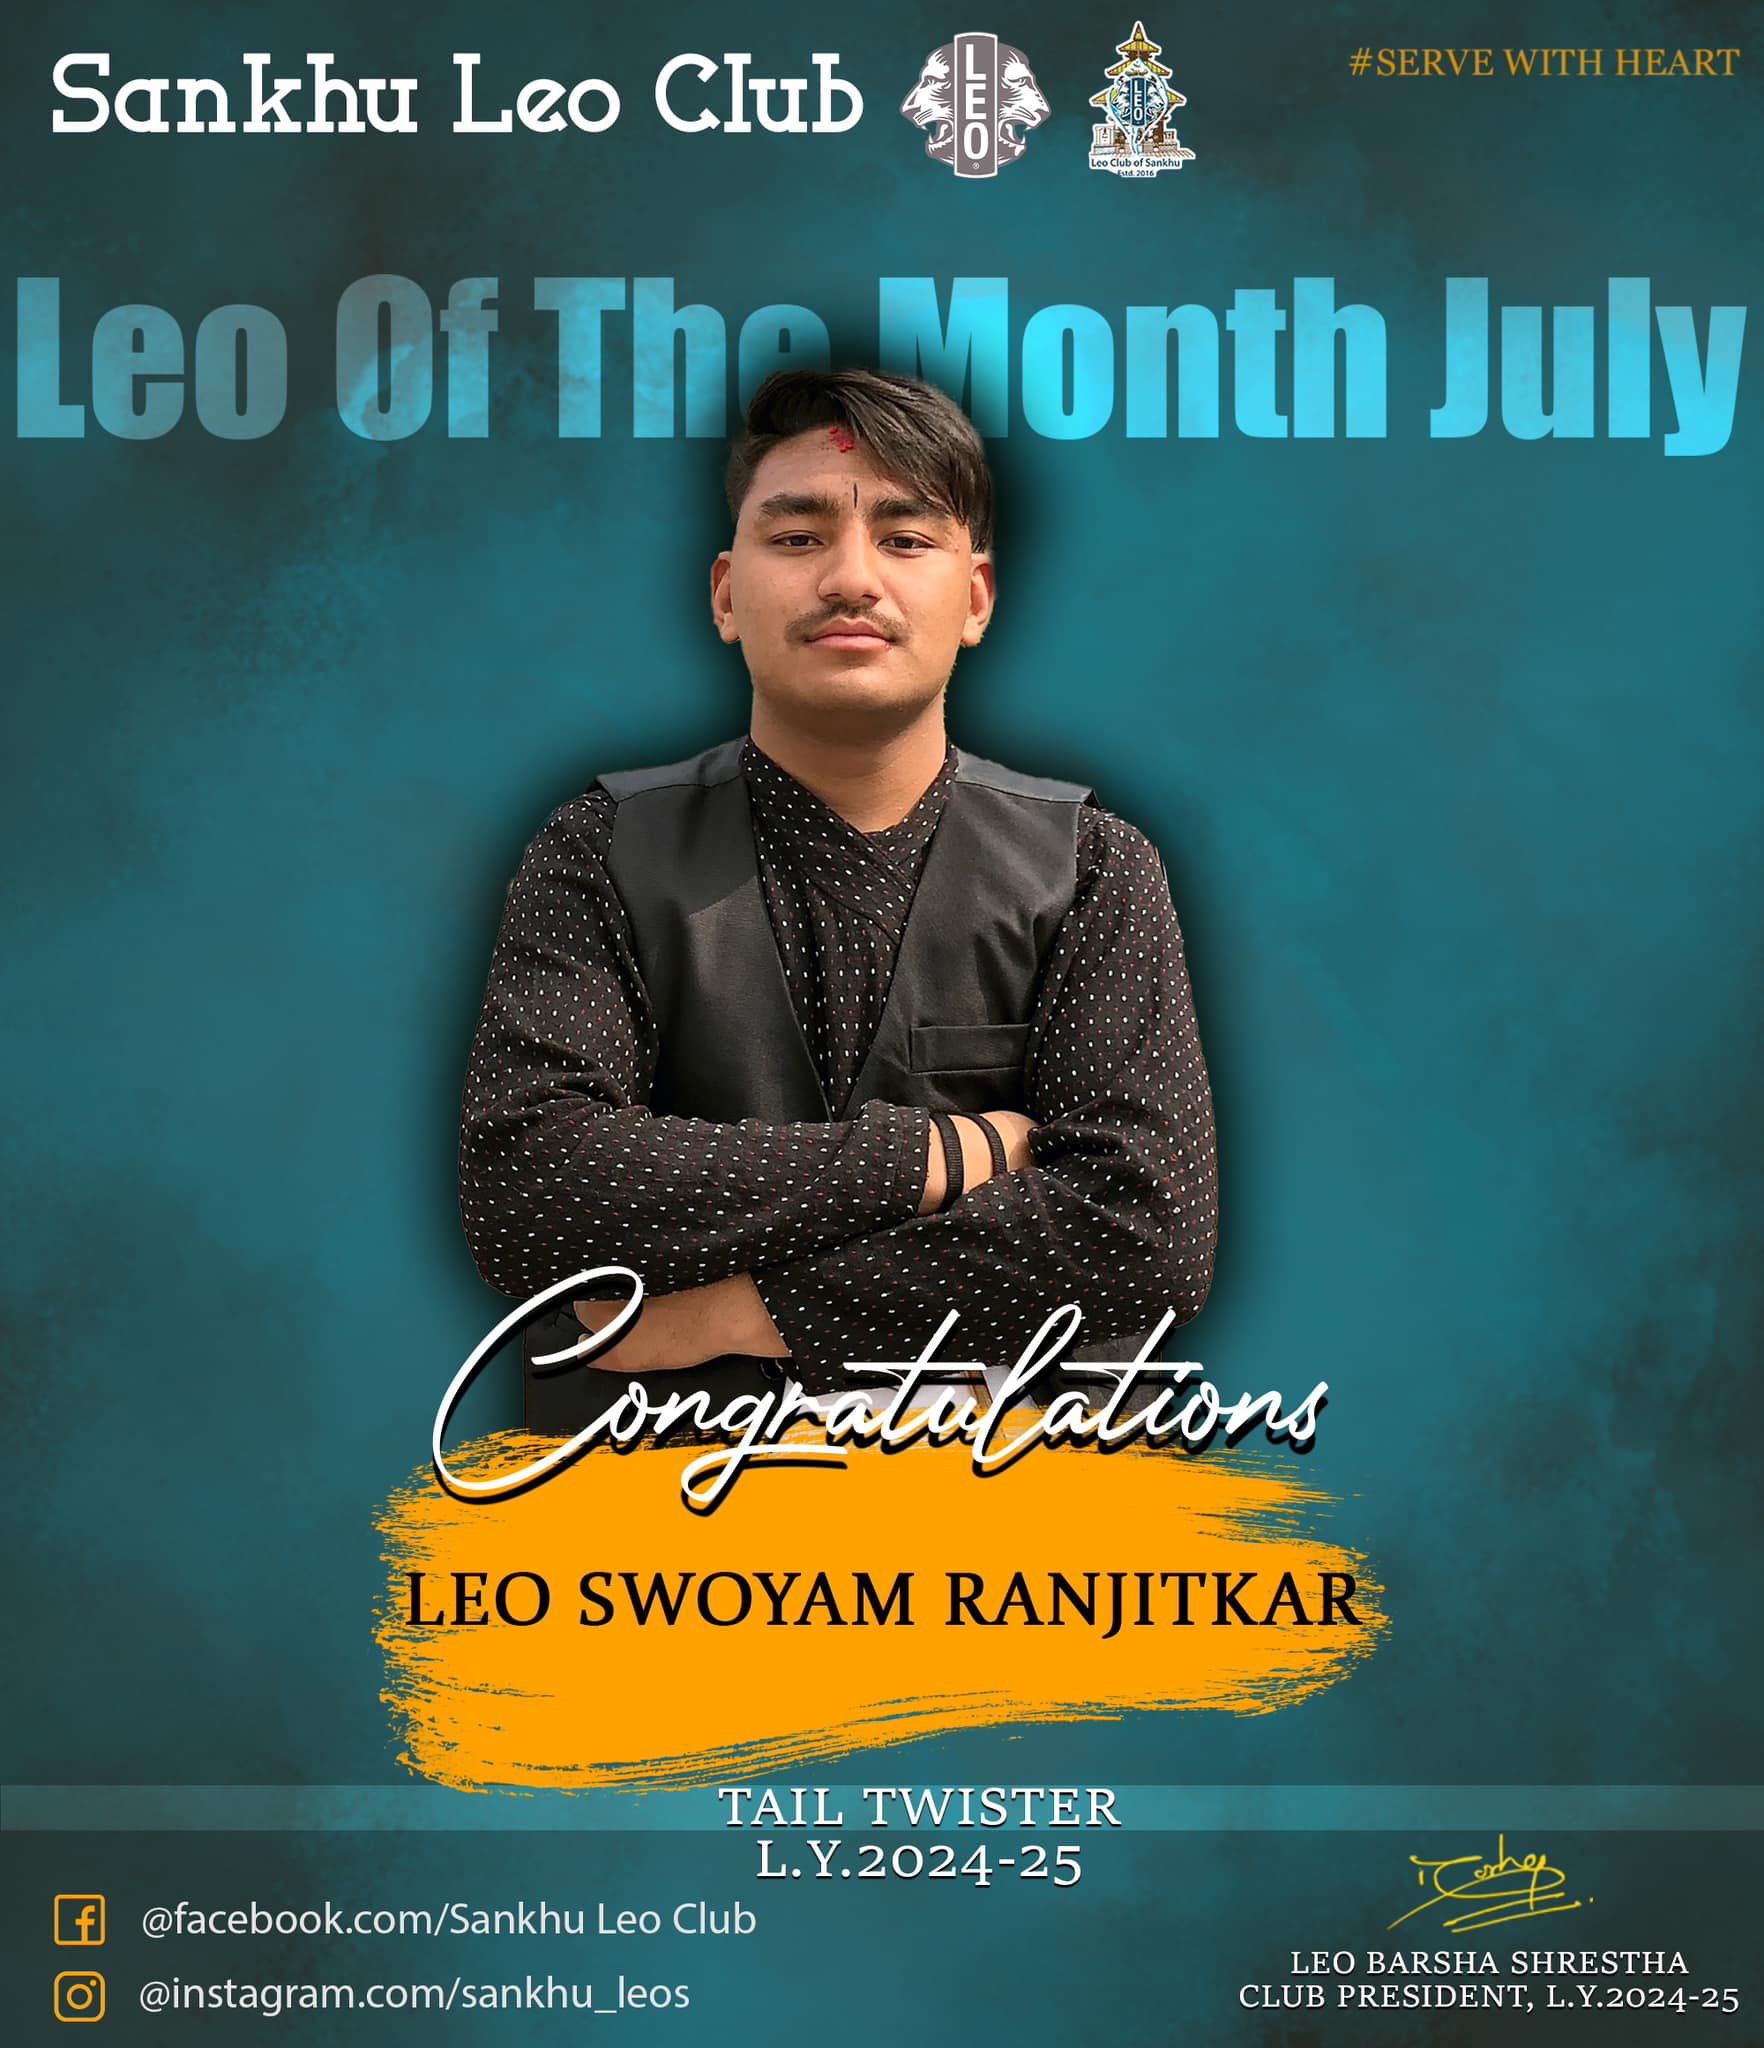 Sankhu Leo Club
LEO
LEO
Leo Club of Sankhu
Estd. 2016
#SERVE WITH HEART
Leo Of The Month July
Congratulations
LEO SWOYAM RANJITKAR
TAIL TWISTER
L.Y.2024-25
@facebook.com/Sankhu Leo Club
@instagram.com/sankhu_leos
LEO BARSHA SHRESTHA
CLUB PRESIDENT, L.Y.2024-25